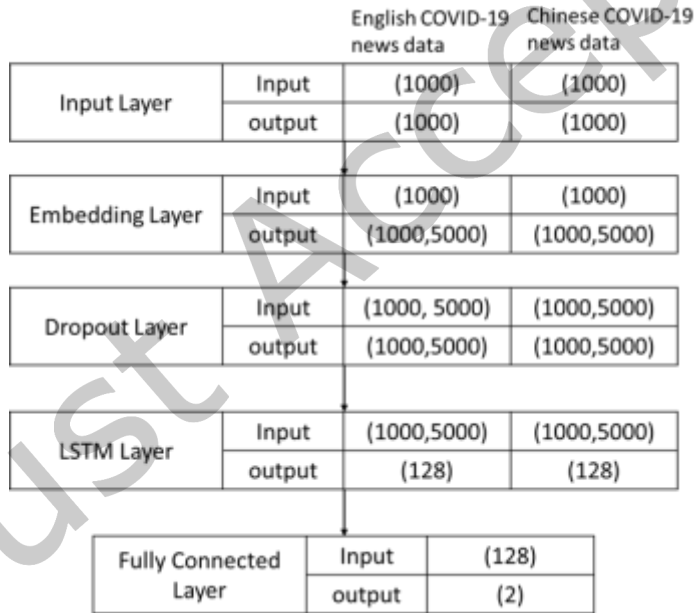 English COVID-19 Chinese COVID-19
news data news data
Input Layer Input (1000) (1000)
output (1000) (1000)
Embedding Layer Input (1000) (1000)
output (1000,5000) (1000,5000)
Dropout Layer Input (1000, 5000) (1000,5000)
output (1000,5000) (1000,5000)
LSTM Layer Input (1000,5000) (1000,5000)
output (128) (128)
Fully Connected Input (128)
Layer output (2)
ust Accep